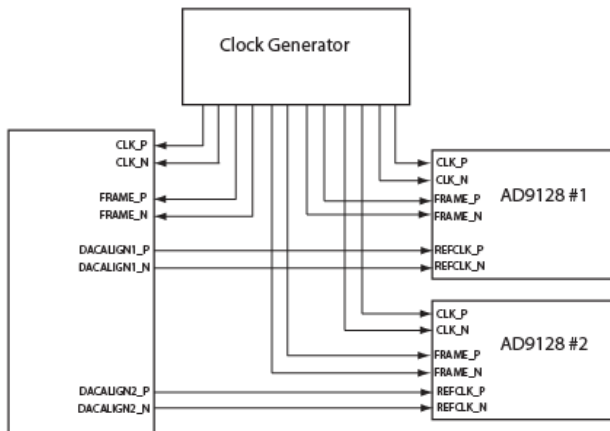 Clock Generator
CLK_P
CLK_N
FRAME_P
FRAME_N
DACALIGN1_P
DACALIGN1_N
DACALIGN2_P
DACALIGN2_N
CLK_P
CLK_N
FRAME_P
FRAME_N
REFCLK_P
REFCLK_N
AD9128 #1
CLK_P
CLK_N
FRAME_P
FRAME_N
REFCLK_P
REFCLK_N
AD9128 #2